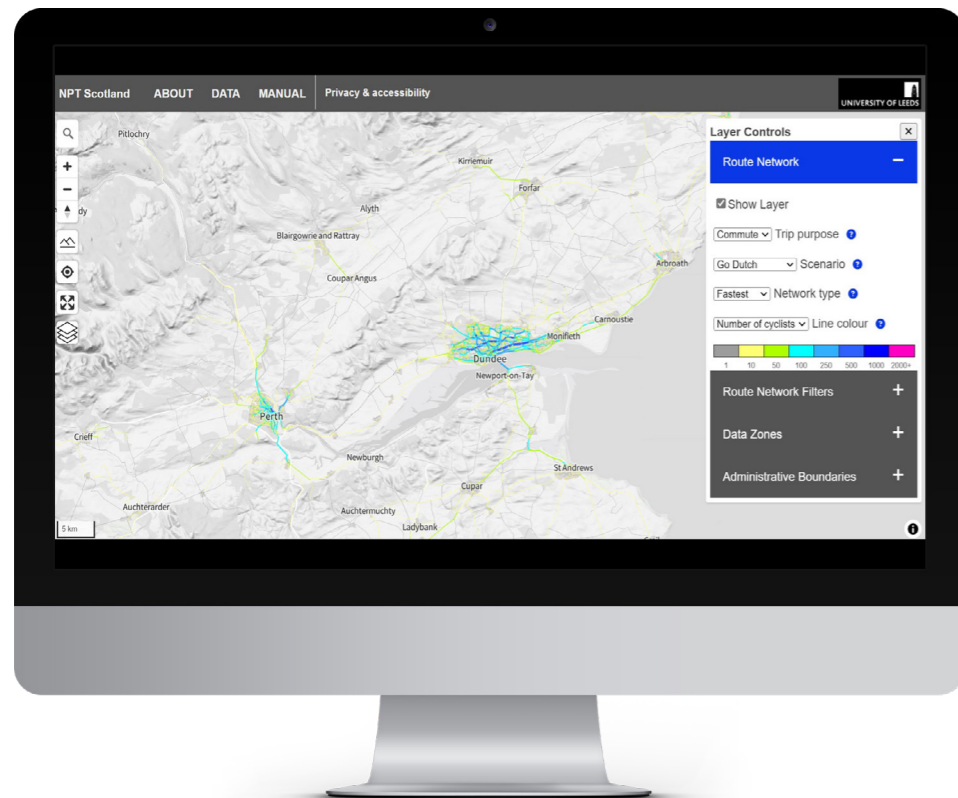 NPT Scotland ABOUT DATA MANUAL Privacy & accessibility
UNIVERSITY OF LEEDS
Layer Controls
Route Network
Show Layer
Commute Trip purpose ?
Go Dutch Scenario ?
Fastest Network type ?
Number of cyclists Line colour ?
1 10 50 100 250 500 1000 2000+
Route Network Filters
Data Zones
Administrative Boundaries
Pitlochry
Kirriemuir
Forfar
dy
Alyth
Blairgowrie and Rattray
Arbroath
Coupar Angus
Carnoustie
Monifieth
Dundee
Newport-on-Tay
Perth
Crieff
Newburgh
St Andrews
Cupar
Auchterarder
Auchtermuchty
Ladybank
5 km